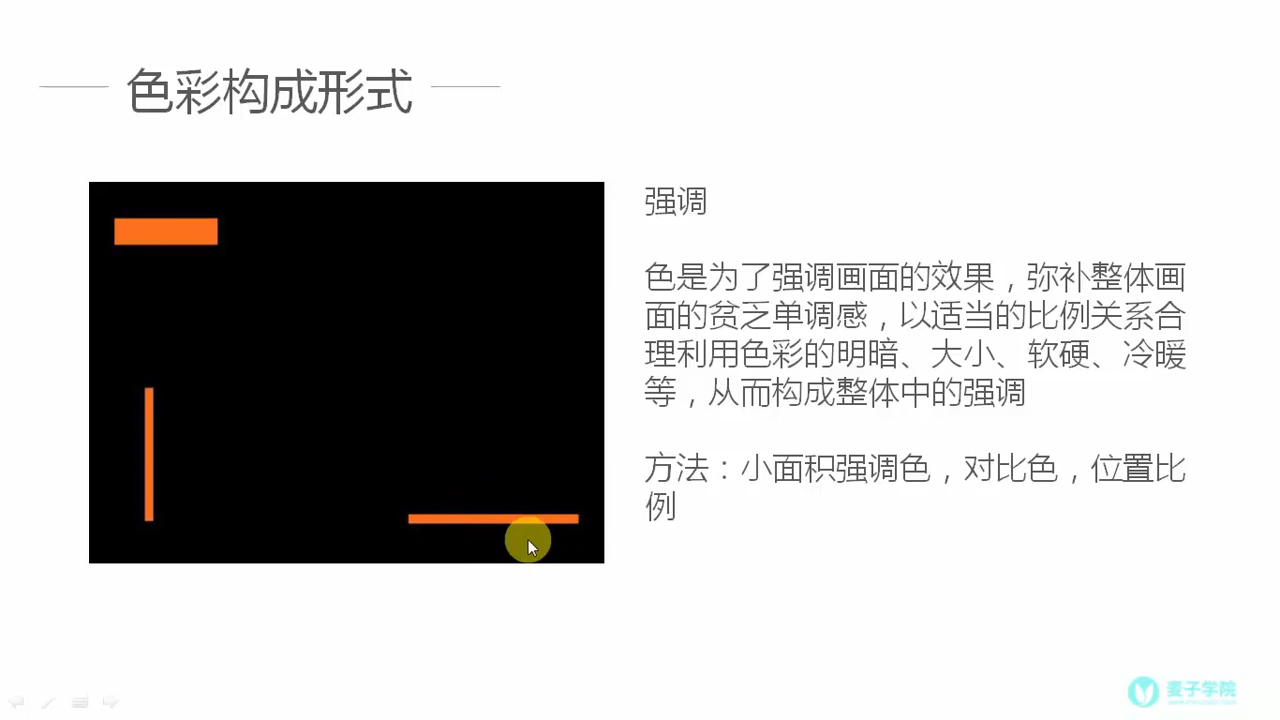 色彩构成形式
强调
色是为了强调画面的效果，弥补整体画
面的贫乏单调感，以适当的比例关系合
理利用色彩的明暗、大小、软硬、冷暖
等，从而构成整体中的强调
方法：小面积强调色，对比色，位置比
例
麦子学院